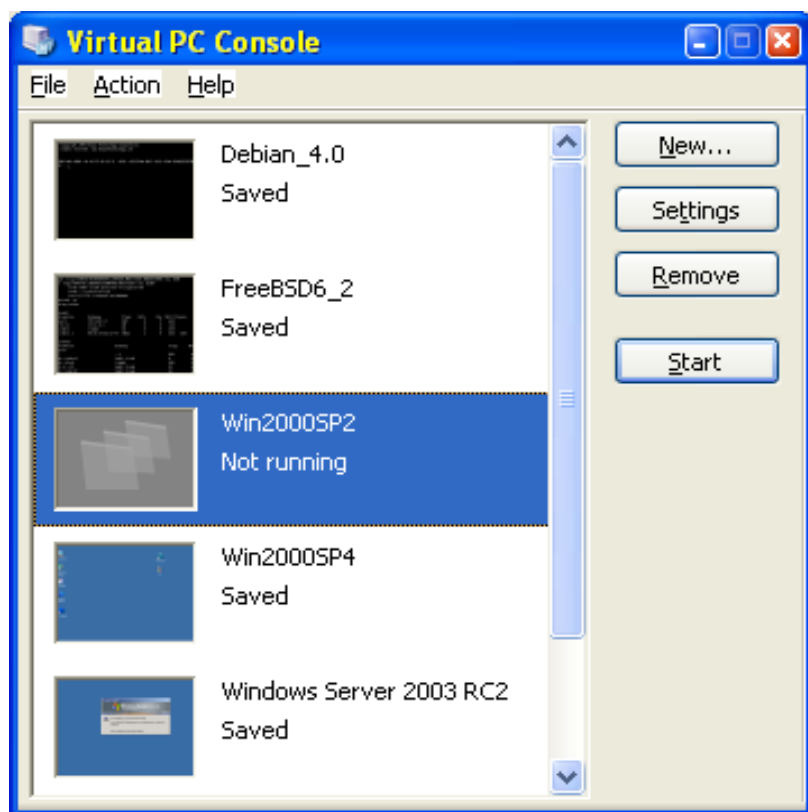 Virtual PC Console
File Action Help
Debian_4.0
Saved
FreeBSD6_2
Saved
Win2000SP2
Not running
Win2000SP4
Saved
Windows Server 2003 RC2
Saved
New...
Settings
Remove
Start